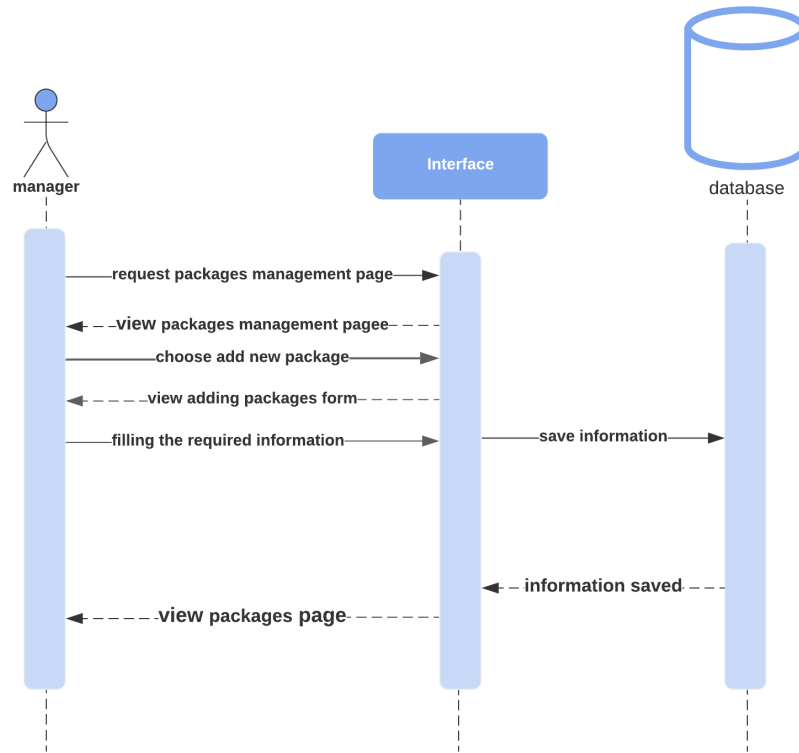 Interface
manager
database
request packages management page
view packages management pagee
choose add new package
view adding packages form
filling the required information
save information
information saved
view packages page